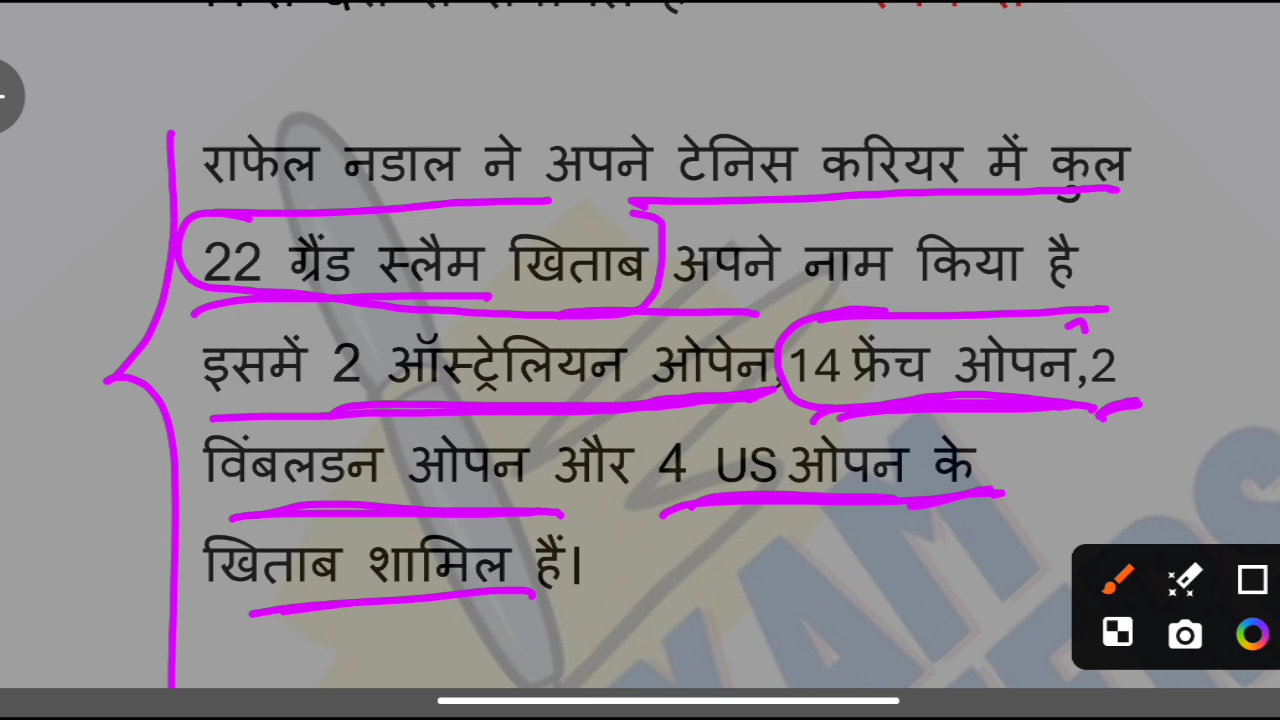 राफेल नडाल ने अपने टेनिस करियर में कुल
22 ग्रैंड स्लैम खिताब अपने नाम किया है
इसमें 2 ऑस्ट्रेलियन ओपेन,14 फ्रेंच ओपन,2
विंबलडन ओपन और 4 US ओपन के
खिताब शामिल हैं।